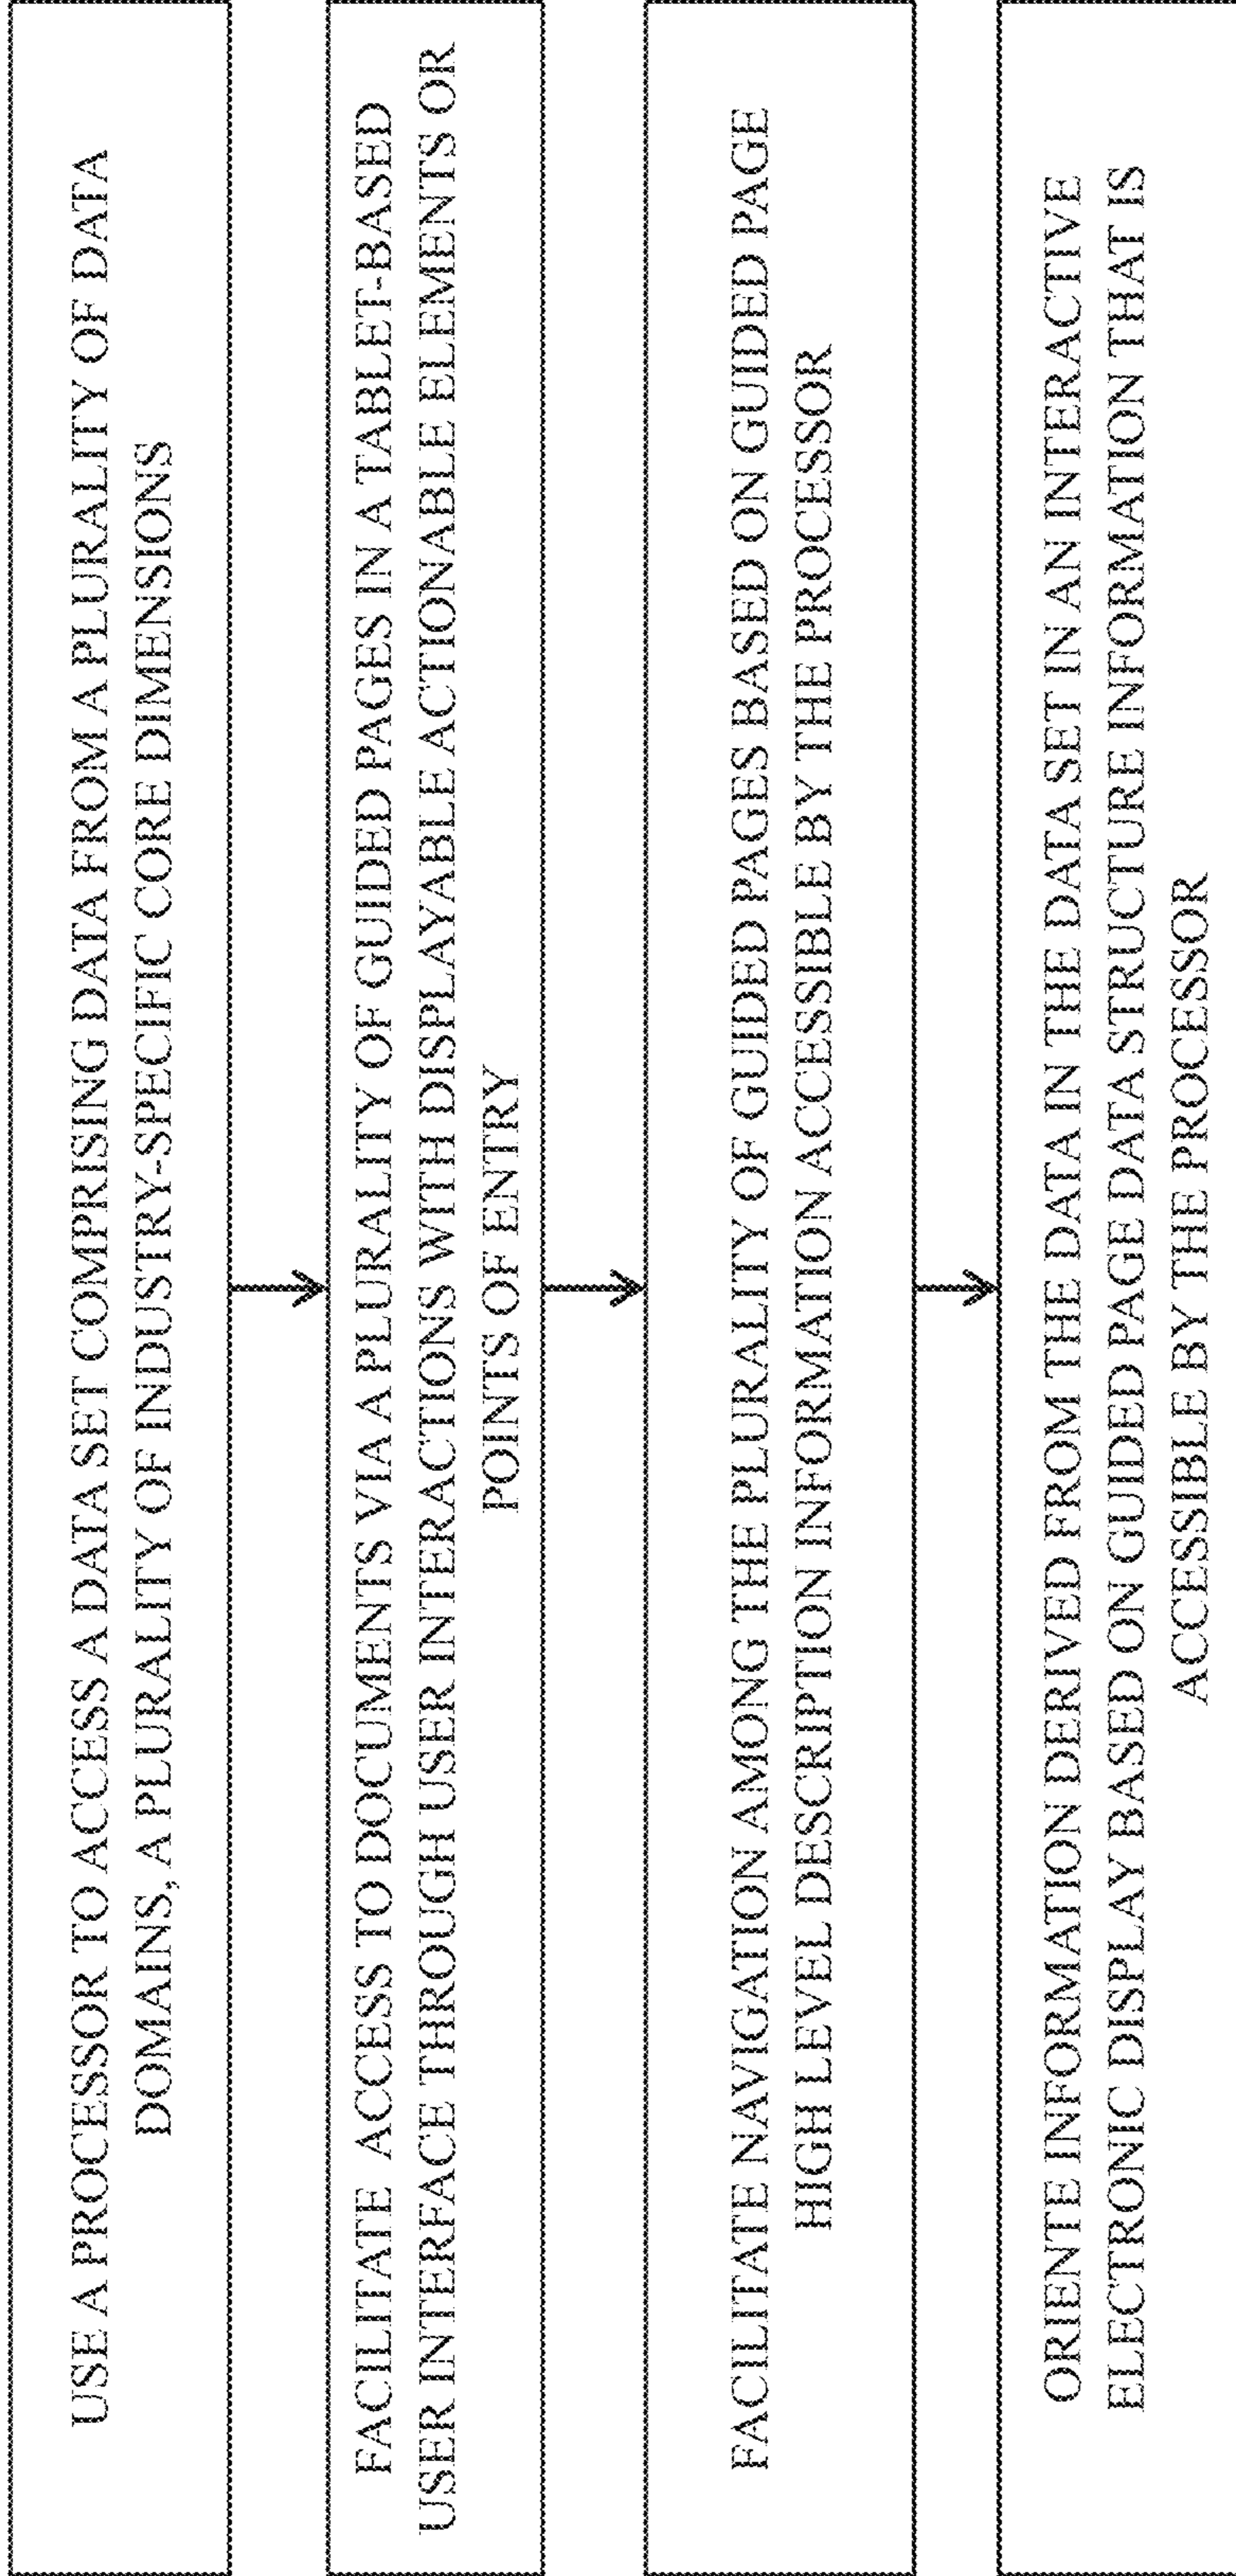 USE A PROCESSOR TO ACCESS A DATA SET COMPRISING DATA FROM A PLURALITY OF DATA
DOMAINS, A PLURALITY OF INDUSTRY-SPECIFIC CORE DIMENSIONS
FACILITATE ACCESS TO DOCUMENTS VIA A PLURALITY OF GUIDED PAGES IN A TABLET-BASED
USER INTERFACE THROUGH USER INTERACTIONS WITH DISPLAYABLE ACTIONABLE ELEMENTS OR
POINTS OF ENTRY
FACILITATE NAVIGATION AMONG THE PLURALITY OF GUIDED PAGES BASED ON GUIDED PAGE
HIGH LEVEL DESCRIPTION INFORMATION ACCESSIBLE BY THE PROCESSOR
ORIENTE INFORMATION DERIVED FROM THE DATA IN THE DATA SET IN AN INTERACTIVE
ELECTRONIC DISPLAY BASED ON GUIDED PAGE DATA STRUCTURE INFORMATION THAT IS
ACCESSIBLE BY THE PROCESSOR